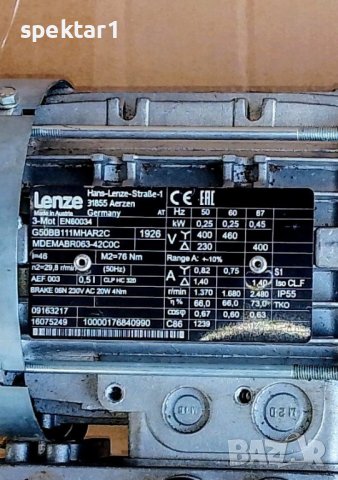 spektar1
Lenze
Made in Austria
Hans-Lenze-Straße-1
31855 Aerzen
Germany AT
CE EAC
3-Mot EN60034
G50BB111MHAR2C 1926
MDEMABR063-42C0C
i=46 M2=76 Nm
n2=29,8 r/min (50Hz)
AEF 003 0,5 l CLP HC 320
BRAKE 06N 230V AC 20W 4Nm
09163217
16075249 10000176840990 C86
Hz 50 60 87
kW 0,25 0,25 0,45
V 400 460
230 400
Range A: +-10%
A 0,82 0,75 S1
1,40 1,40 Iso CL.F
r/min 1.370 1.680 2.480 IP55
η % 66,0 66,0 73,0 TKO
cosφ 0,67 0,60 0,63
1239
M20
BAZAR